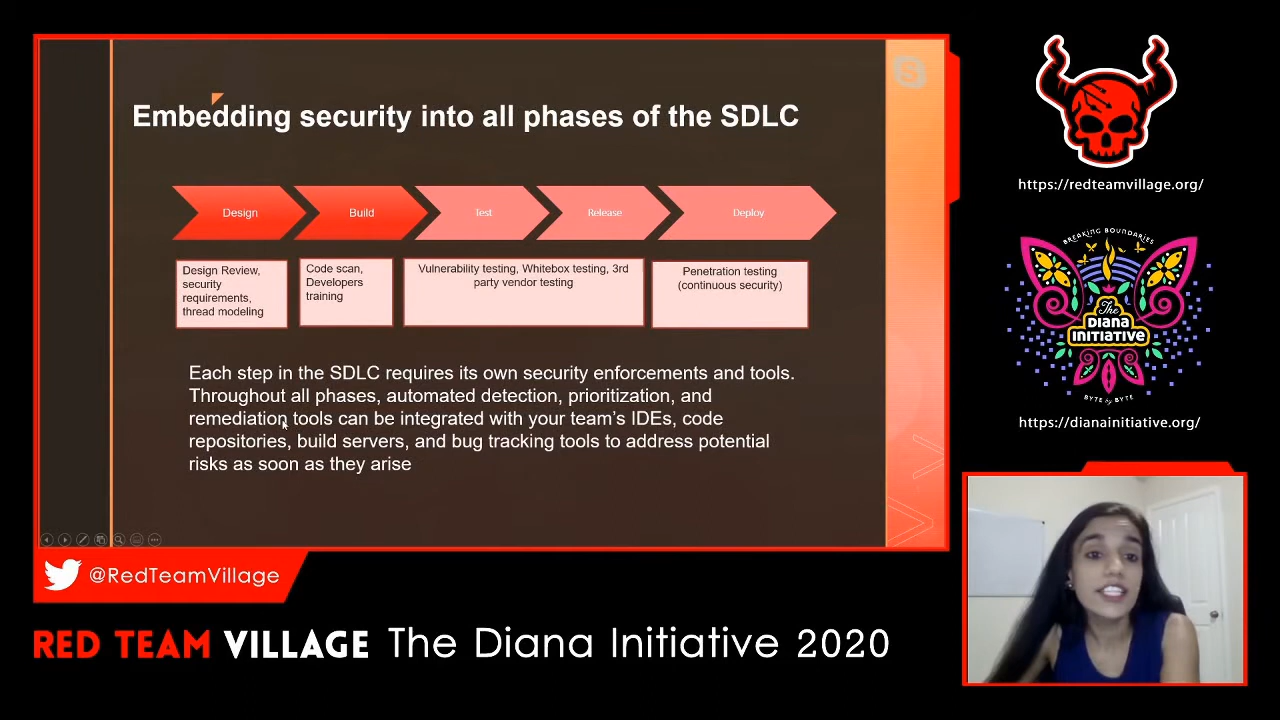 Embedding security into all phases of the SDLC
Design
Build
Test
Release
Deploy
Design Review,
security
requirements,
thread modeling
Code scan,
Developers
training
Vulnerability testing, Whitebox testing, 3rd
party vendor testing
Penetration testing
(continuous security)
Each step in the SDLC requires its own security enforcements and tools.
Throughout all phases, automated detection, prioritization, and
remediation tools can be integrated with your team’s IDEs, code
repositories, build servers, and bug tracking tools to address potential
risks as soon as they arise
S
https://redteamvillage.org/
BREAKING BOUNDARIES
The
DIANA
INITIATIVE
BYTE by BYTE
https://dianainitiative.org/
@RedTeamVillage
RED TEAM VILLAGE The Diana Initiative 2020